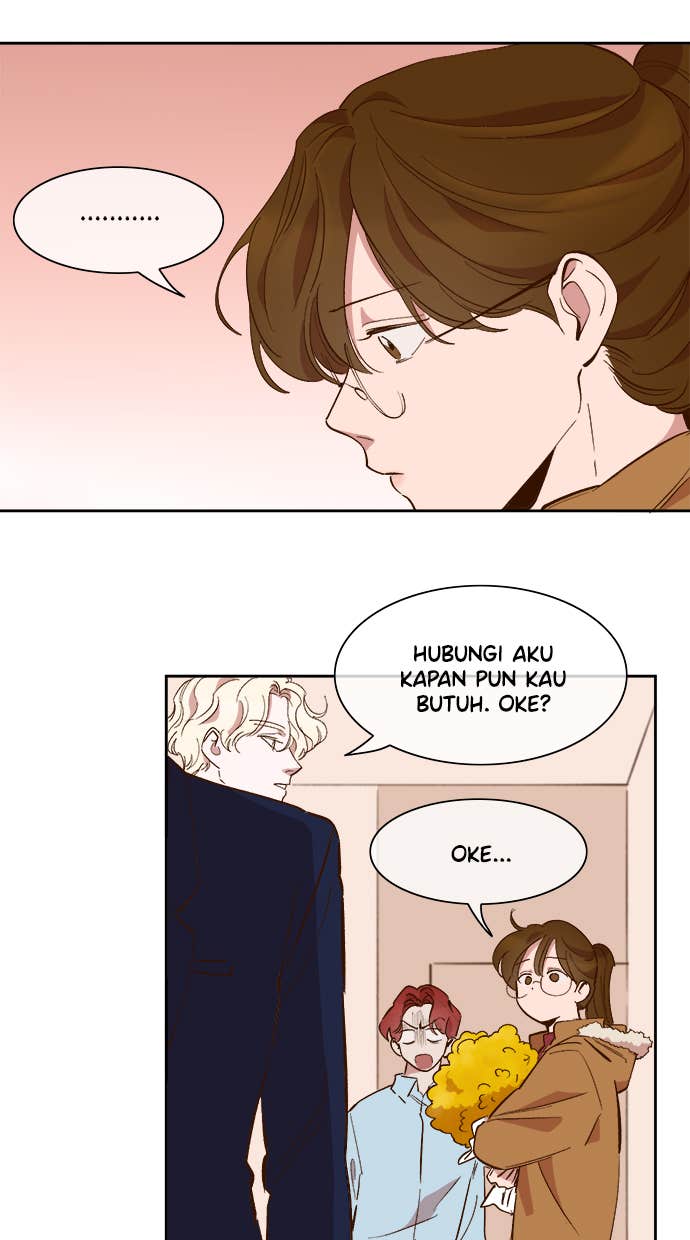 ...........
HUBUNGI AKU
KAPAN PUN KAU
BUTUH. OKE?
OKE...